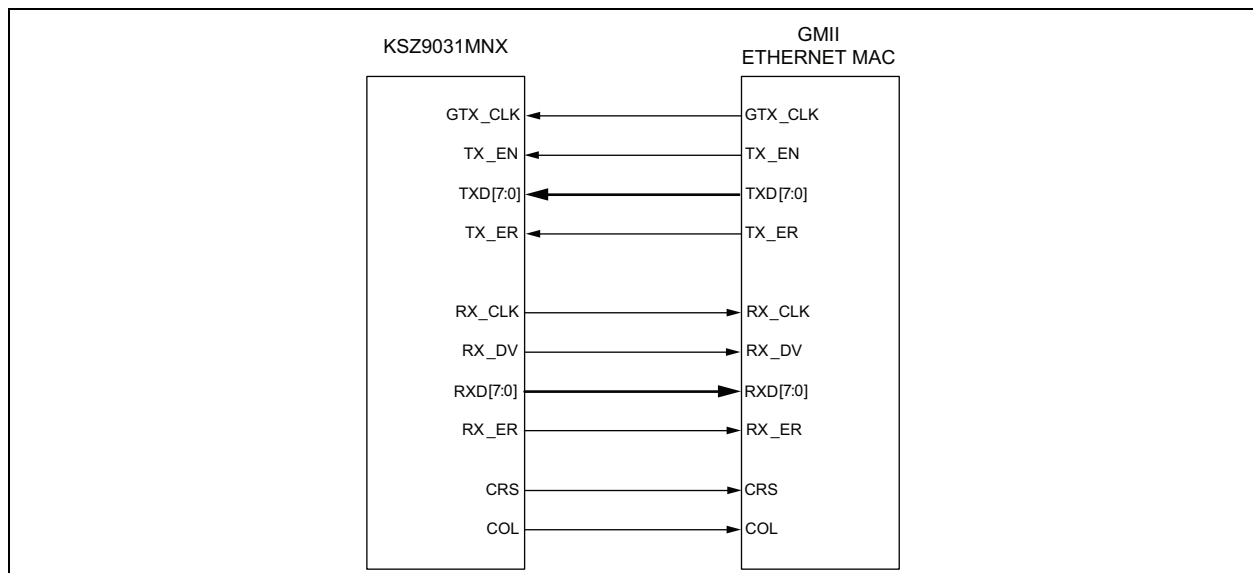 KSZ9031MNX
GMII
ETHERNET MAC
GTX_CLK GTX_CLK
TX_EN TX_EN
TXD[7:0] TXD[7:0]
TX_ER TX_ER
RX_CLK RX_CLK
RX_DV RX_DV
RXD[7:0] RXD[7:0]
RX_ER RX_ER
CRS CRS
COL COL